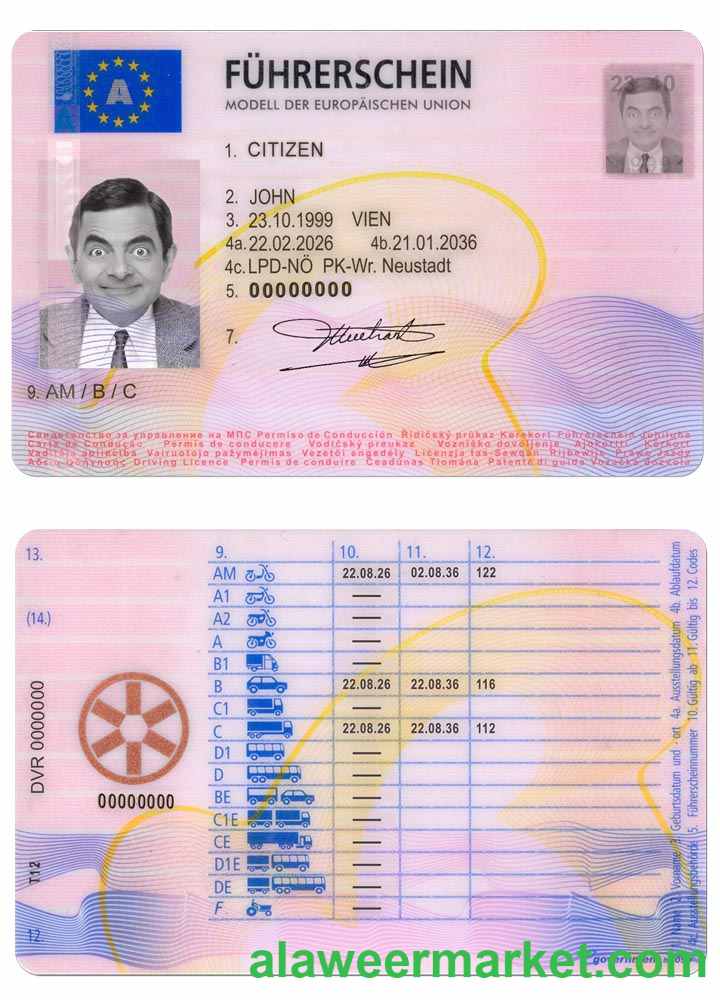 A
FÜHRERSCHEIN
MODELL DER EUROPÄISCHEN UNION
1. CITIZEN
2. JOHN
3. 23.10.1999 VIEN
4a. 22.02.2026 4b. 21.01.2036
4c. LPD-NÖ PK-Wr. Neustadt
5. 00000000
7.
9. AM / B / C
Свидетелство за управление на МПС Permiso de Conducción Řidičský průkaz Kørekort Führerschein Juhiluba
Carta de Condução Permis de conducere Vodičský preukaz Vozniško dovoljenje Ajokortti Körkort
Vadītāja apliecība Vairuotojo pažymėjimas Vezetői engedély Liċenzja tas-Sewqan Rijbewijs Prawo Jazdy
Driving Licence Permis de conduire Ceadúnas Tiomána Patente di guida Vozačka dozvola
13.
(14.)
DVR 0000000
00000000
T12
12.
9. 10. 11. 12.
AM 22.08.26 02.08.36 122
A1 —
A2 —
A —
B1 —
B 22.08.26 22.08.36 116
C1 —
C 22.08.26 22.08.36 112
D1 —
D —
BE —
C1E —
CE —
D1E —
DE —
F —
1. Name 2. Vorname 3. Geburtsdatum und -ort 4a. Ausstellungsdatum 4b. Ablaufdatum
4c. Ausstellungsbehörde 5. Führerscheinnummer 10. Gültig ab 11. Gültig bis 12. Codes
alaweermarket.com